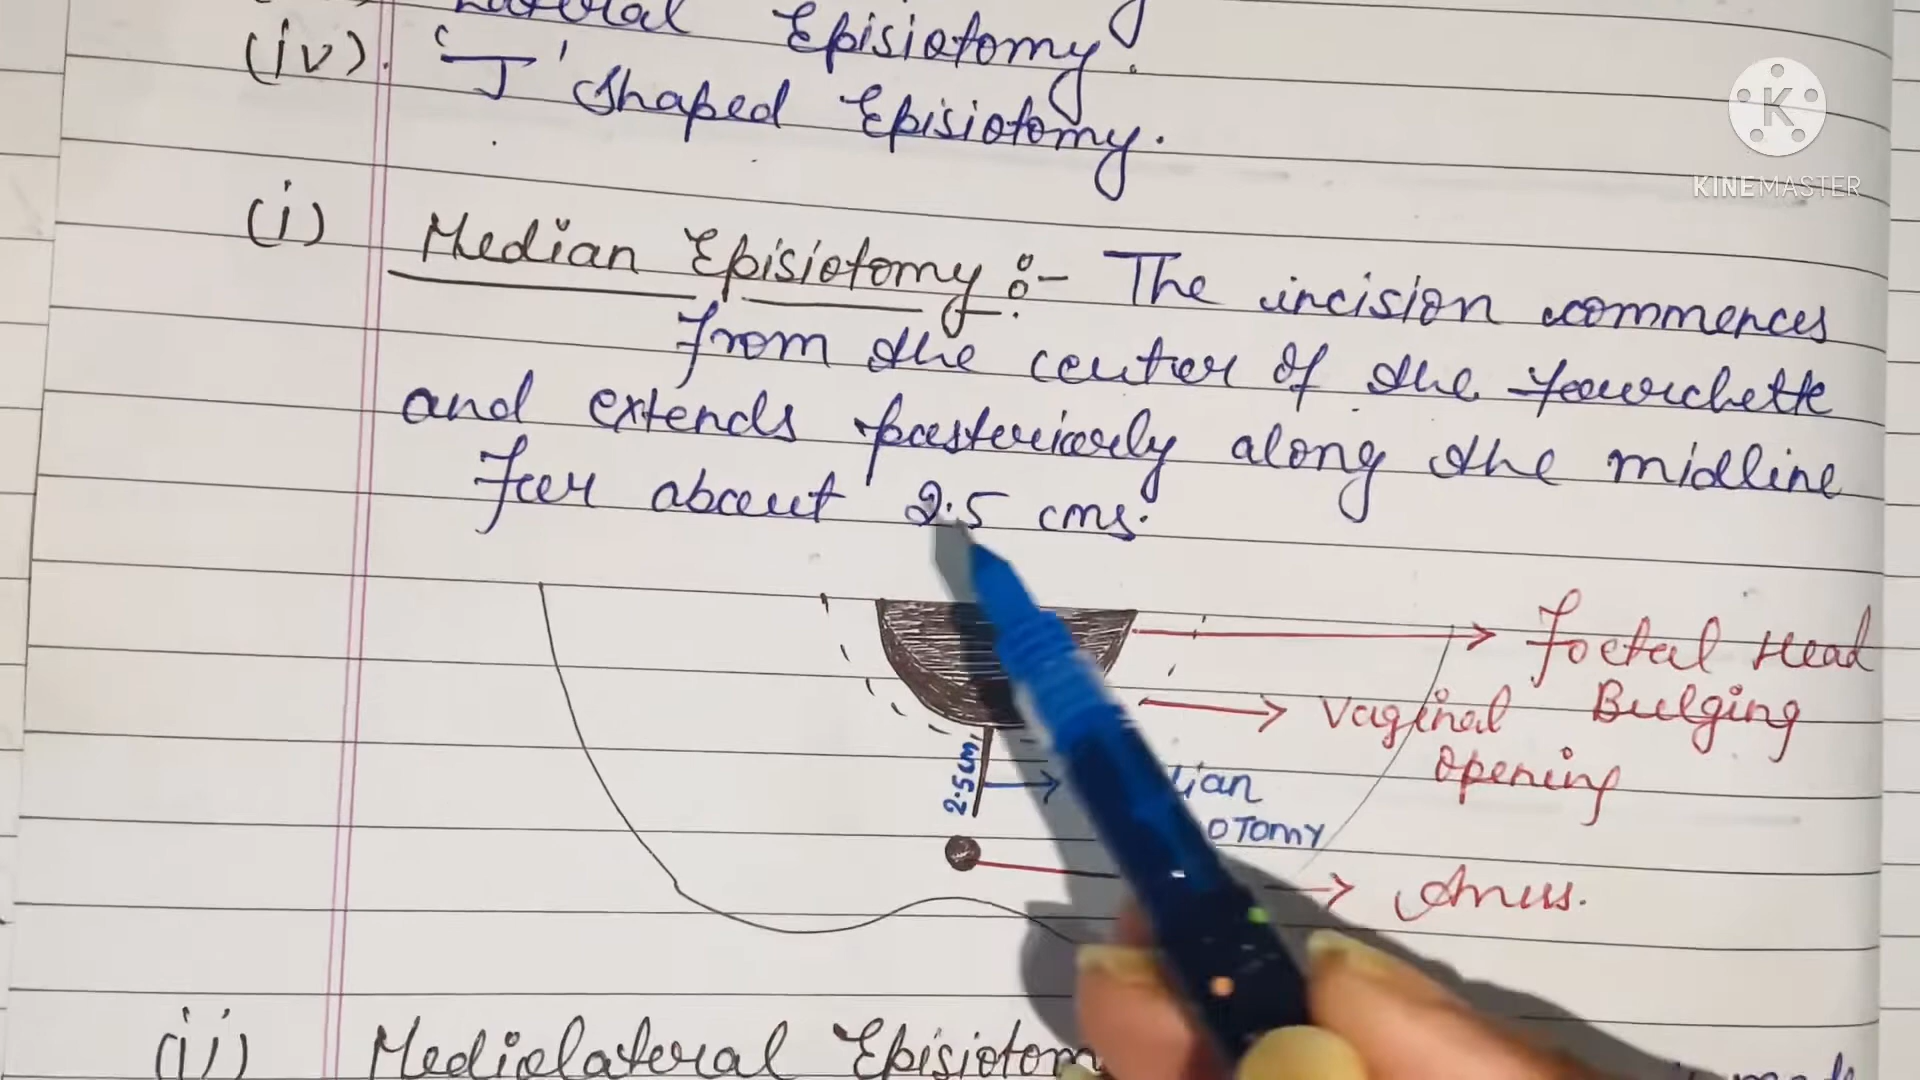 Lateral Episiotomy.
(iv). 'J' Shaped Episiotomy.
KINEMASTER
(i) Median Episiotomy :- The incision commences
from the center of the fourchette
and extends posteriorly along the midline
for about 2.5 cms.
Foetal Head
Bulging
Vaginal
opening
2.5cm
Anus.
(ii) Mediolateral